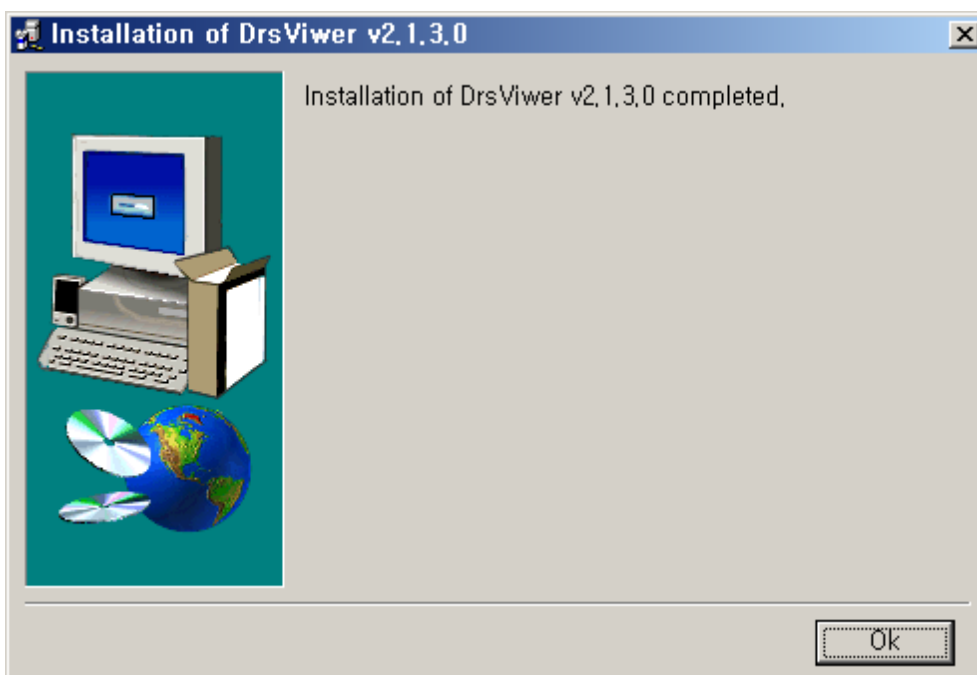 Installation of DrsViwer v2,1,3,0
Installation of DrsViwer v2,1,3,0 completed,
Ok